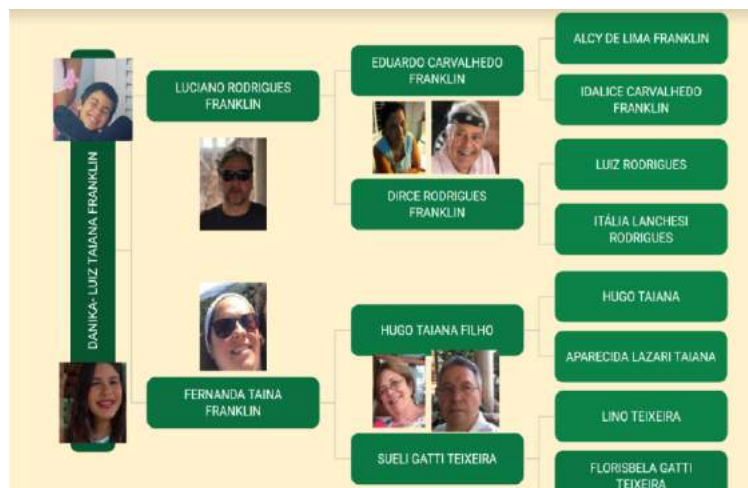 DANIKA- LUIZ TAIANA FRANKLIN
LUCIANO RODRIGUES
FRANKLIN
FERNANDA TAINA
FRANKLIN
EDUARDO CARVALHEDO
FRANKLIN
DIRCE RODRIGUES
FRANKLIN
HUGO TAIANA FILHO
SUELI GATTI TEIXEIRA
ALCY DE LIMA FRANKLIN
IDALICE CARVALHEDO
FRANKLIN
LUIZ RODRIGUES
ITÁLIA LANCHESI
RODRIGUES
HUGO TAIANA
APARECIDA LAZARI TAIANA
LINO TEIXEIRA
FLORISBELA GATTI
TEIXEIRA